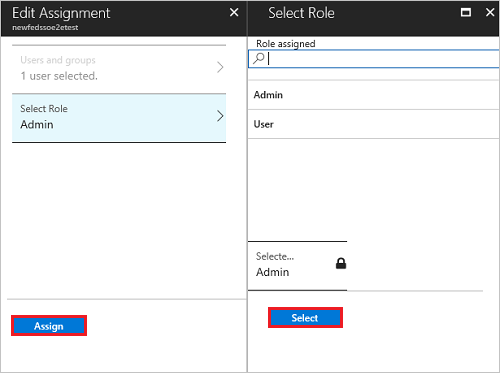 Edit Assignment
newfedssoe2etest
Users and groups
1 user selected.
Select Role
Admin
Assign
Select Role
Role assigned
Admin
User
Selecte...
Admin
Select